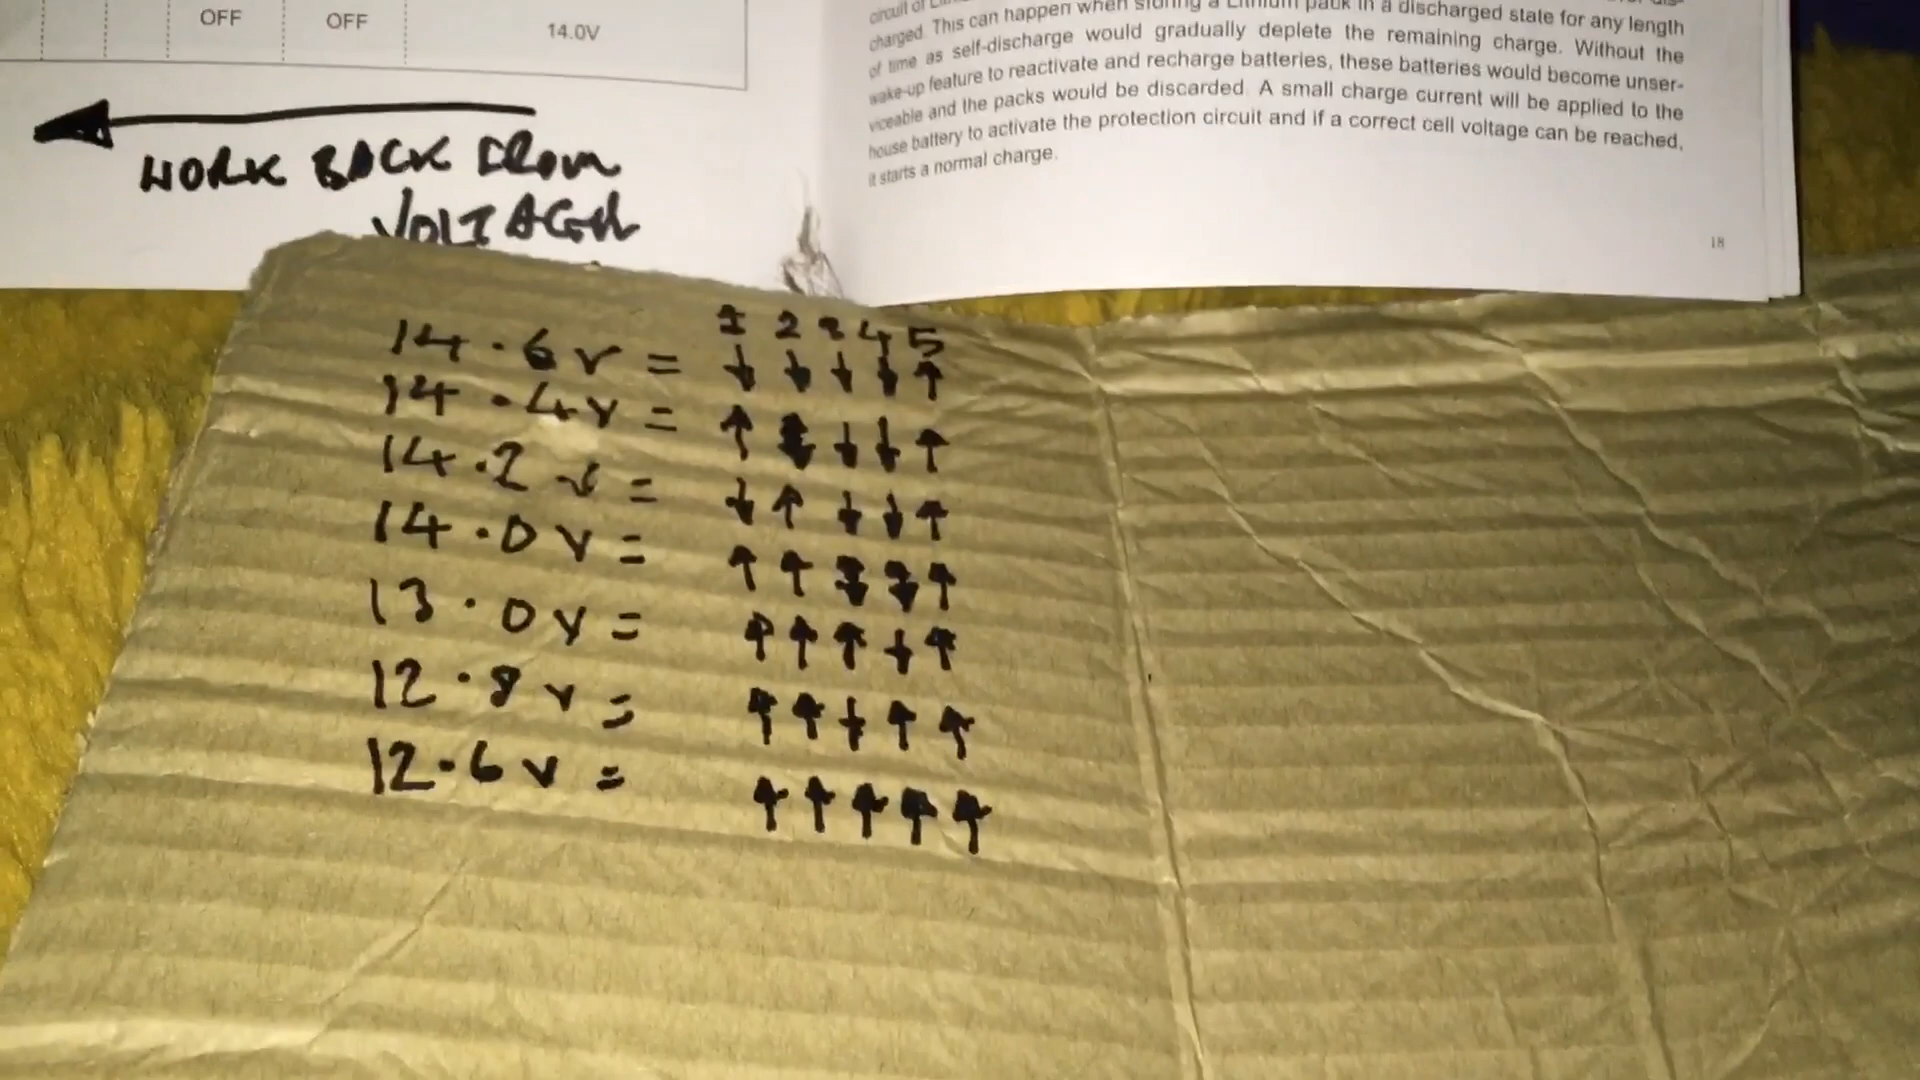 OFF OFF 14.0V
WORK BACK FROM
VOLTAGE
charged. This can happen when storing a Lithium pack in a discharged state for any length
of time as self-discharge would gradually deplete the remaining charge. Without the
wake-up feature to reactivate and recharge batteries, these batteries would become unser-
viceable and the packs would be discarded. A small charge current will be applied to the
house battery to activate the protection circuit and if a correct cell voltage can be reached,
it starts a normal charge.
18
1 2 3 4 5
14.6V = ↓ ↓ ↓ ↓ ↑
14.4V = ↑ ↓ ↓ ↓ ↑
14.2V = ↓ ↑ ↓ ↓ ↑
14.0V = ↑ ↑ ↓ ↓ ↑
13.0V = ↑ ↑ ↑ ↓ ↑
12.8V = ↑ ↑ ↓ ↑ ↑
12.6V = ↑ ↑ ↑ ↑ ↑